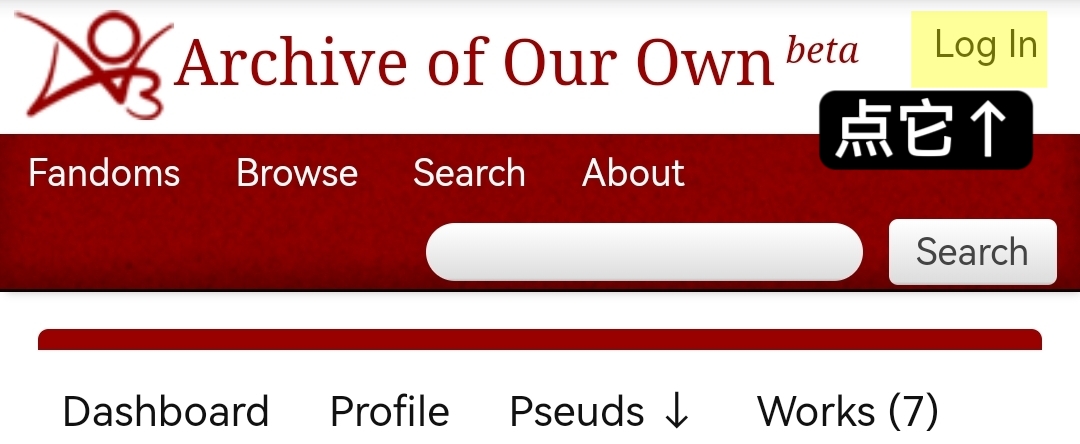 Archive of Our Own beta
Log In
点它↑
Fandoms Browse Search About
Search
Dashboard Profile Pseuds ↓ Works (7)